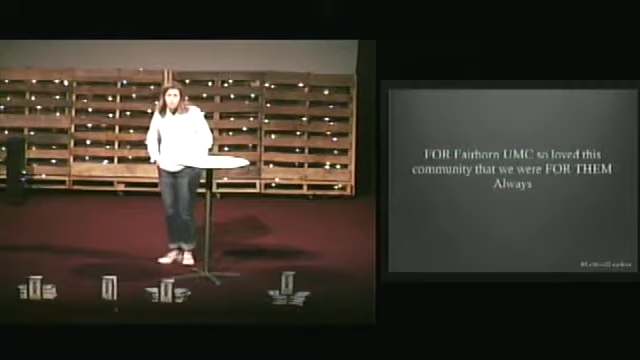 FOR Fairborn UMC so loved this
community that we were FOR THEM
Always